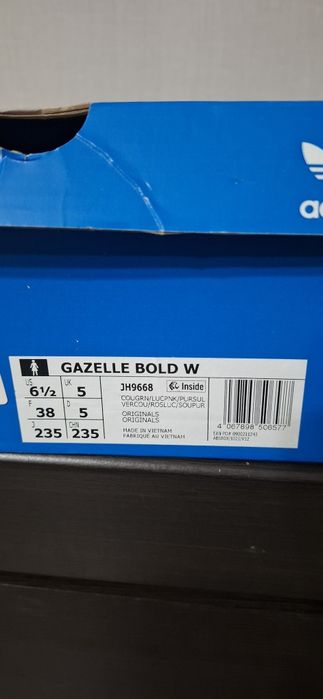 ad
GAZELLE BOLD W
US 6½ UK 5
F 38 D 5
J 235 CHN 235
JH9668 Inside
COUGRN/LUCPNK/PURSUL
VERCOU/ROSLUC/SOUPUR
ORIGINALS
ORIGINALS
MADE IN VIETNAM
FABRIQUÉ AU VIETNAM
4 067898 506577